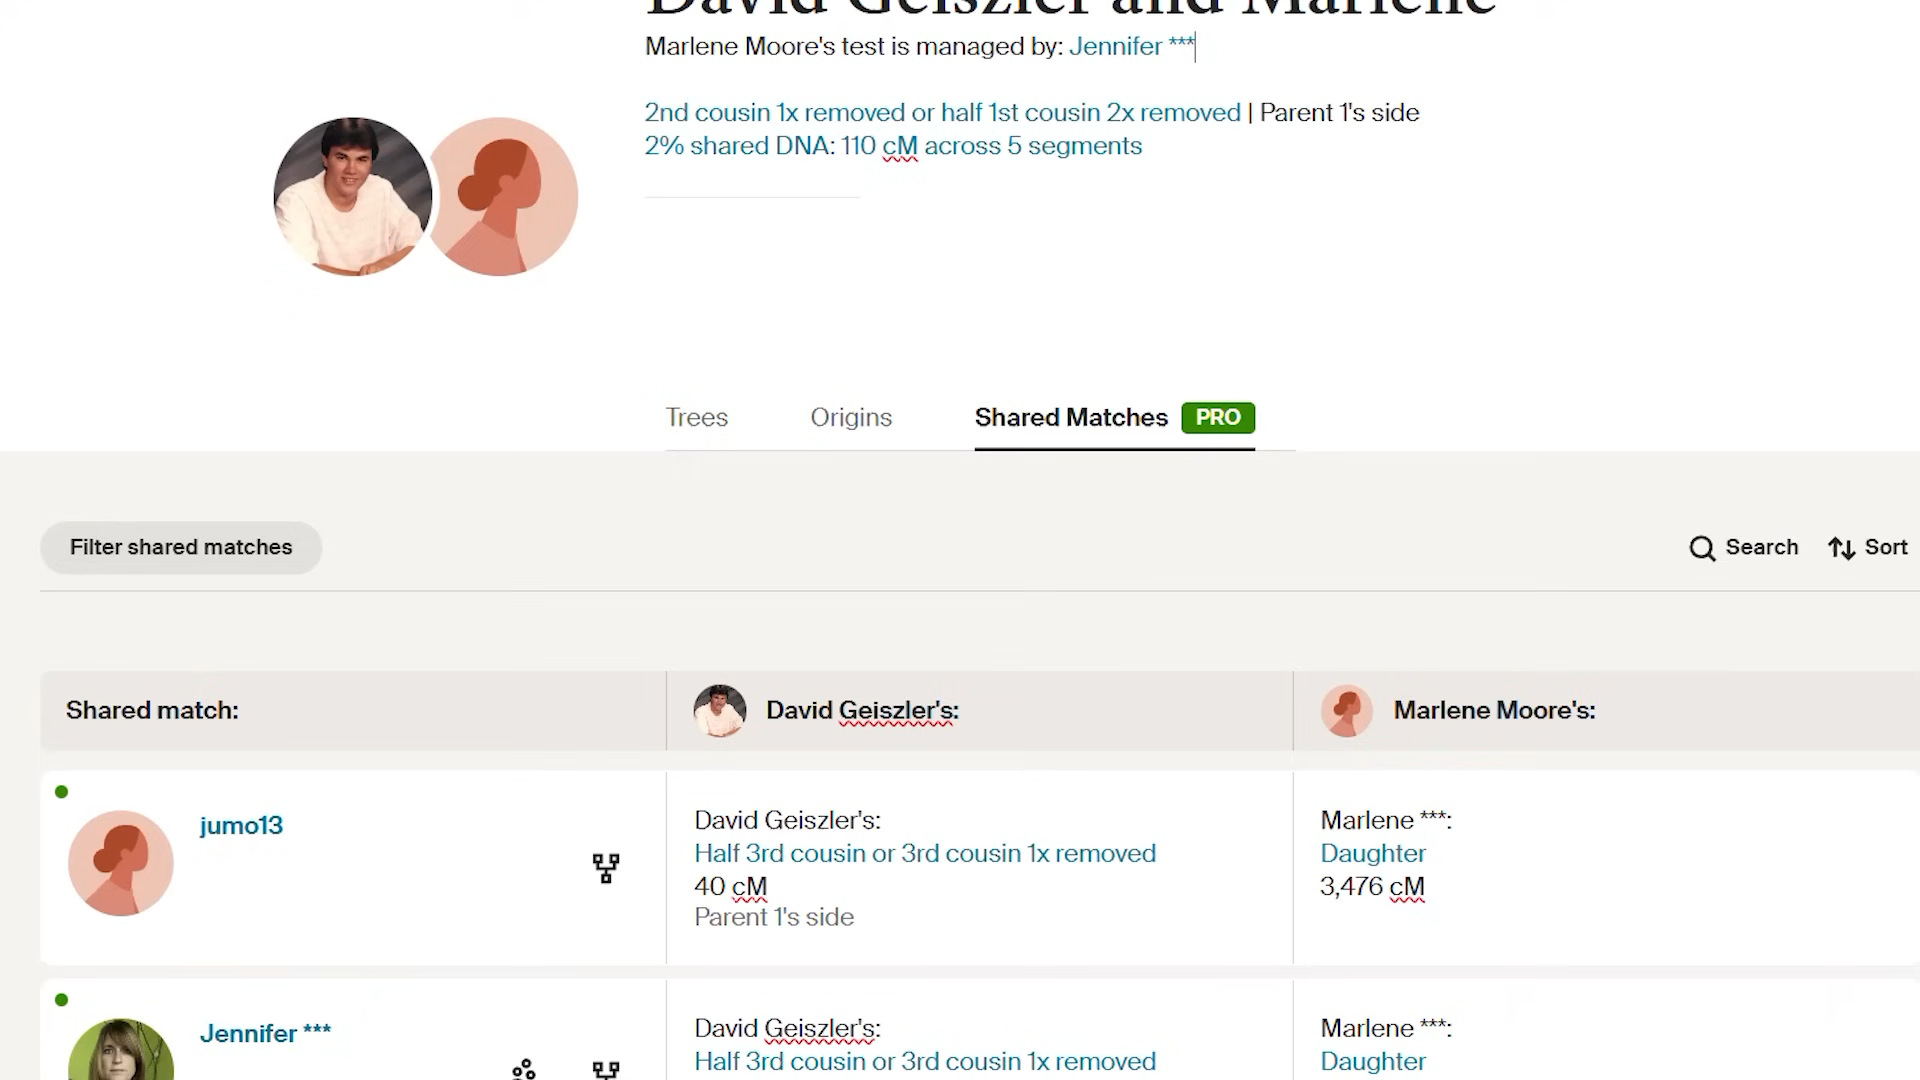 David Geiszler and Marlene
Marlene Moore's test is managed by: Jennifer ***
2nd cousin 1x removed or half 1st cousin 2x removed | Parent 1's side
2% shared DNA: 110 cM across 5 segments
Trees Origins Shared Matches PRO
Filter shared matches Search Sort
Shared match: David Geiszler's: Marlene Moore's:
jumo13
David Geiszler's:
Half 3rd cousin or 3rd cousin 1x removed
40 cM
Parent 1's side
Marlene ***:
Daughter
3,476 cM
Jennifer ***
David Geiszler's:
Half 3rd cousin or 3rd cousin 1x removed
Marlene ***:
Daughter